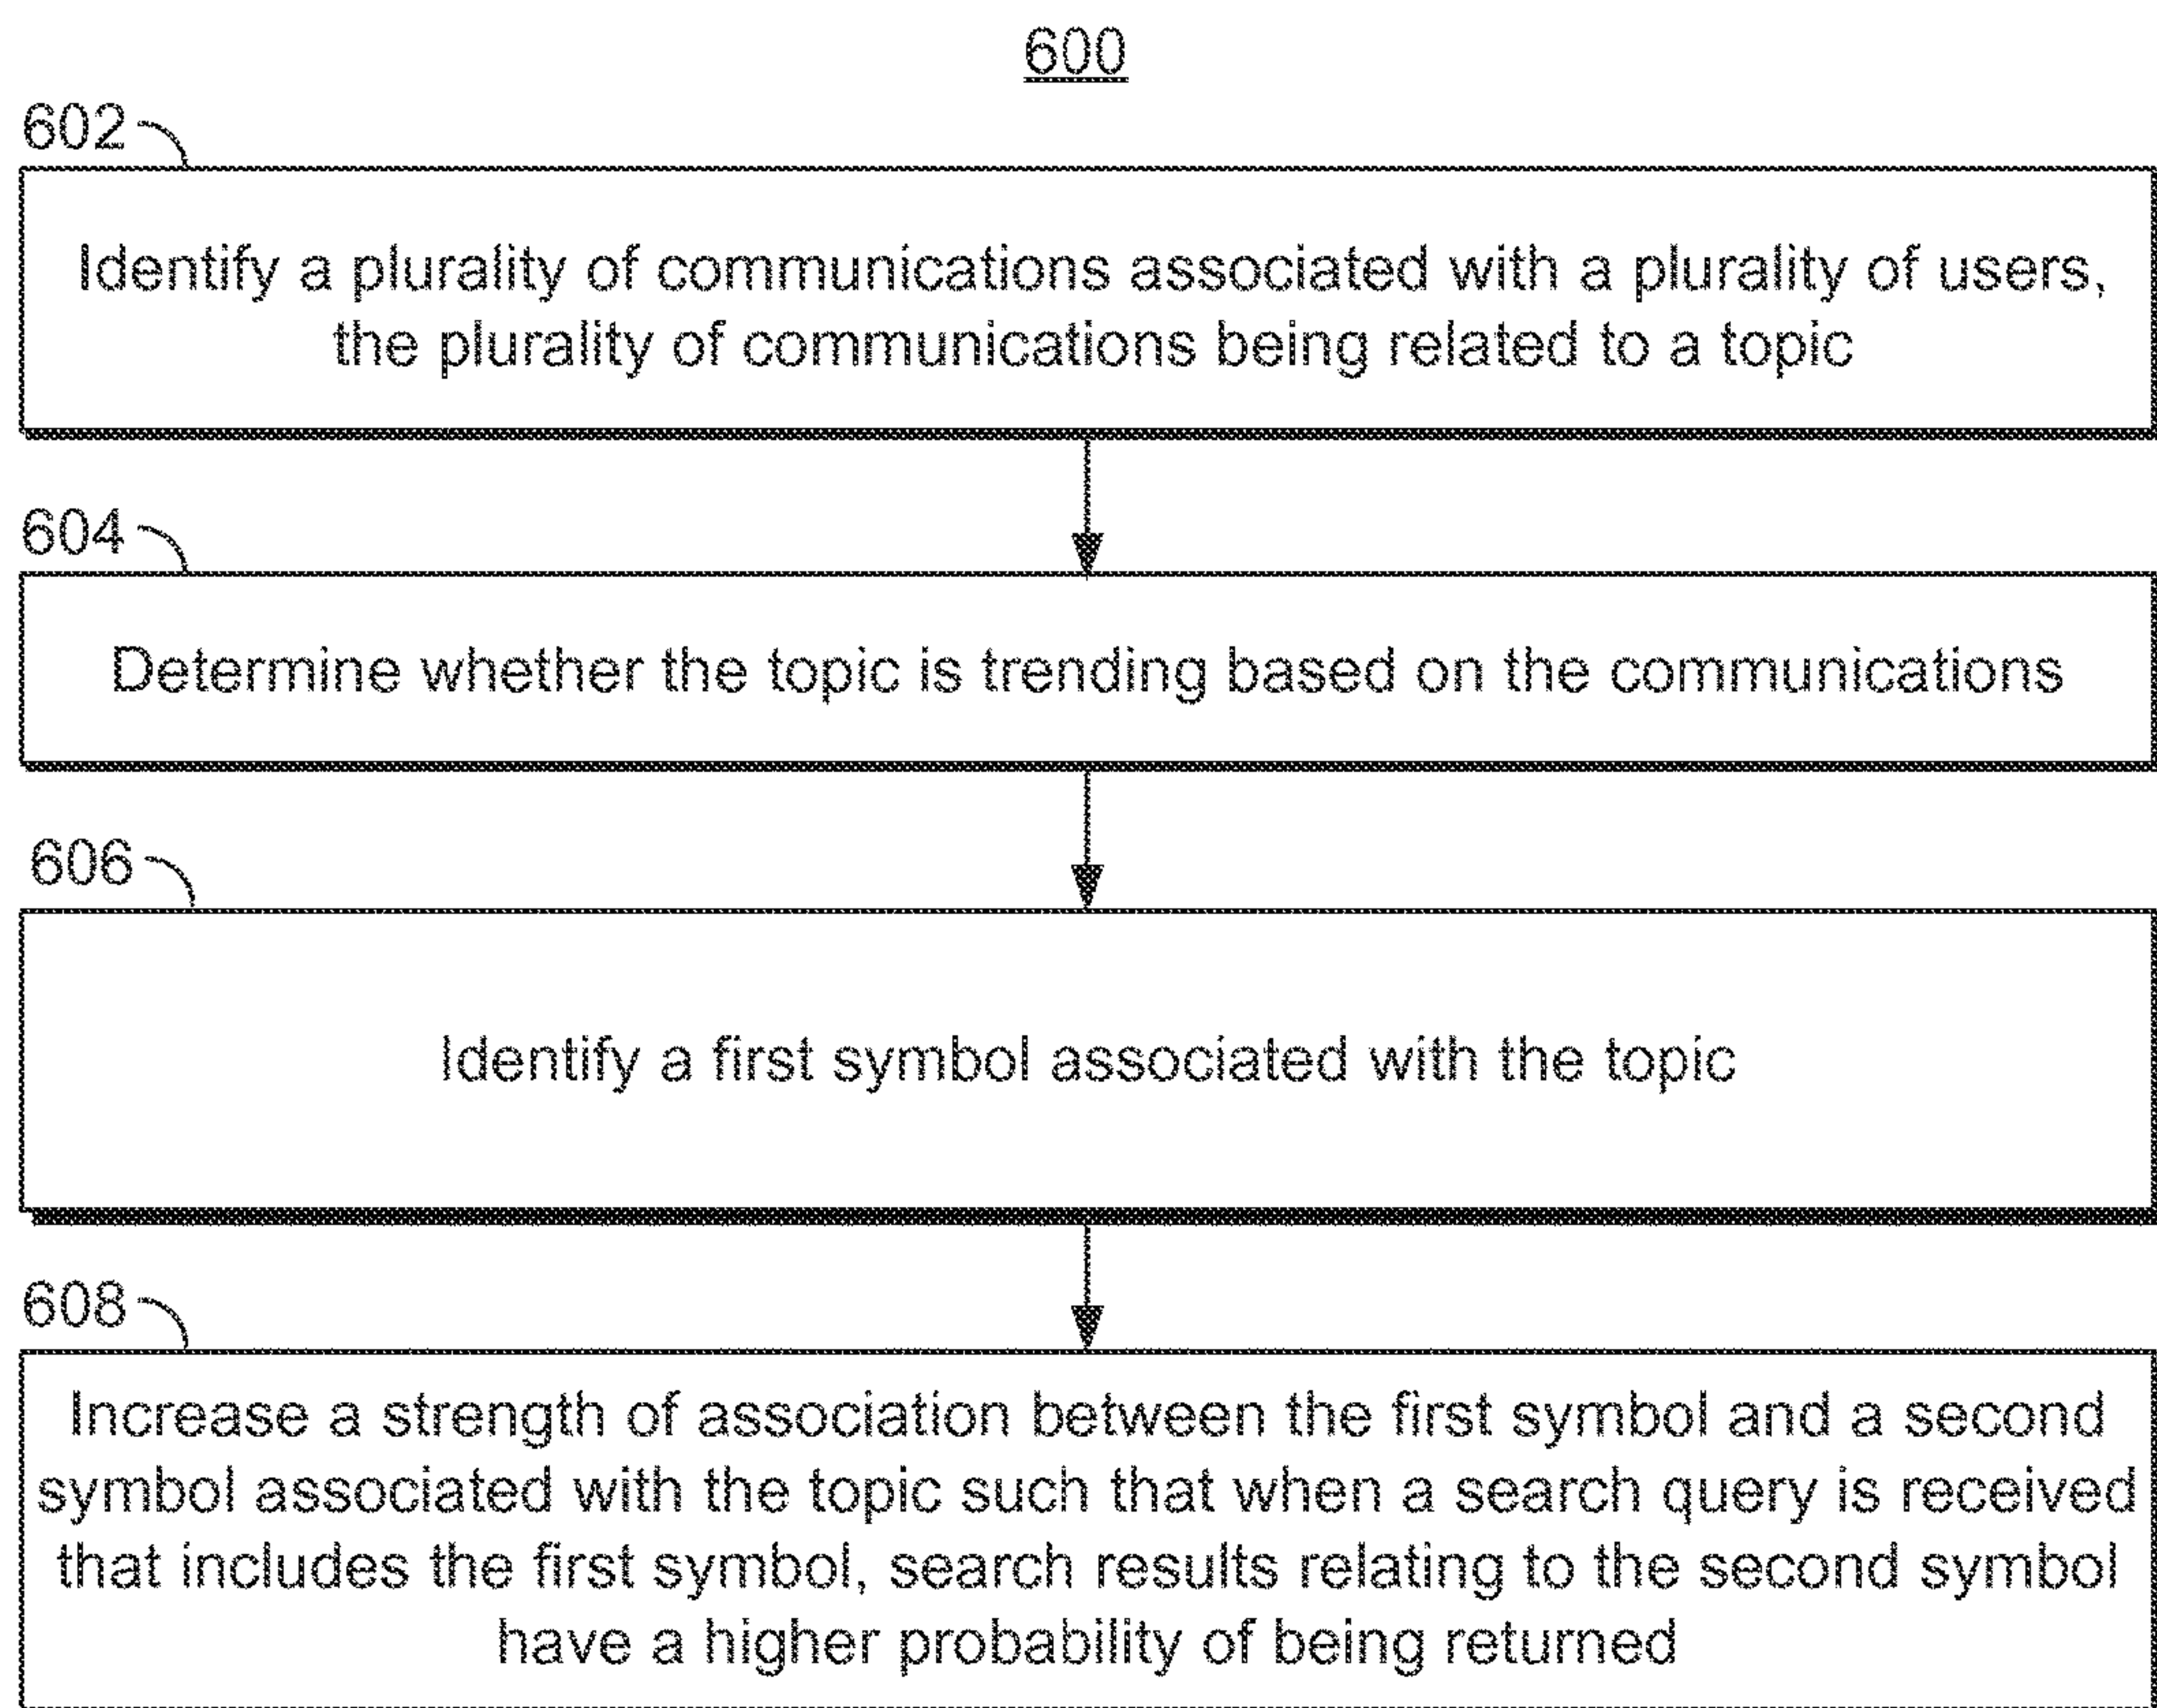 600
602
Identify a plurality of communications associated with a plurality of users,
the plurality of communications being related to a topic
604
Determine whether the topic is trending based on the communications
606
Identify a first symbol associated with the topic
608
Increase a strength of association between the first symbol and a second
symbol associated with the topic such that when a search query is received
that includes the first symbol, search results relating to the second symbol
have a higher probability of being returned